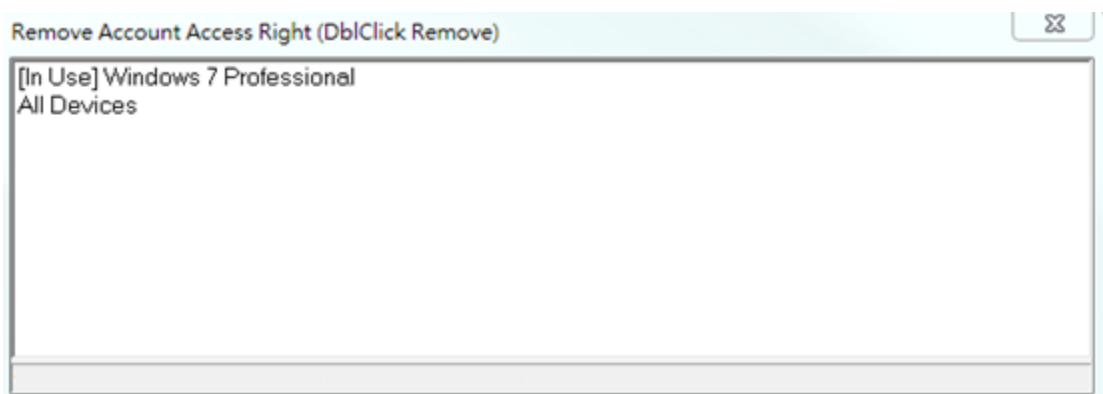 Remove Account Access Right (DblClick Remove)
[In Use] Windows 7 Professional
All Devices